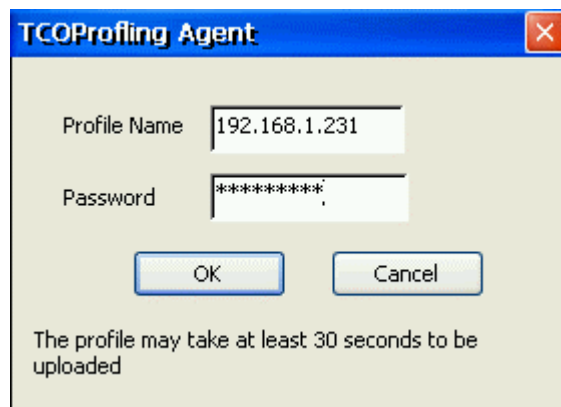 TCOProfling Agent
Profile Name 192.168.1.231
Password *********
OK Cancel
The profile may take at least 30 seconds to be
uploaded